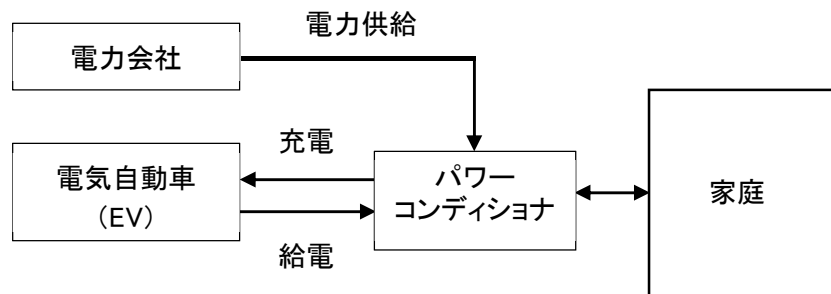 電力供給
電力会社
充電
電気自動車
(EV)
パワー
コンディショナ
家庭
給電